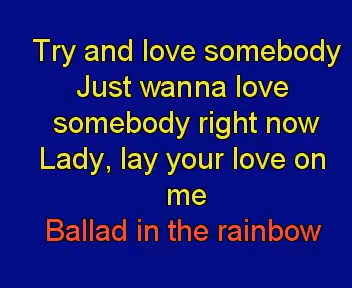 Try and love somebody
Just wanna love
somebody right now
Lady, lay your love on
me
Ballad in the rainbow